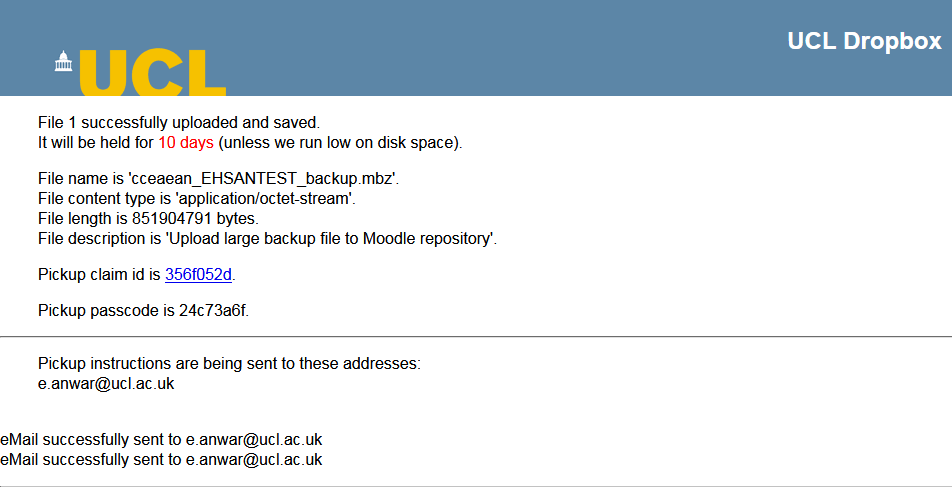 UCL Dropbox
UCL
File 1 successfully uploaded and saved.
It will be held for 10 days (unless we run low on disk space).
File name is 'cceaean_EHSANTEST_backup.mbz'.
File content type is 'application/octet-stream'.
File length is 851904791 bytes.
File description is 'Upload large backup file to Moodle repository'.
Pickup claim id is 356f052d.
Pickup passcode is 24c73a6f.
Pickup instructions are being sent to these addresses:
e.anwar@ucl.ac.uk
eMail successfully sent to e.anwar@ucl.ac.uk
eMail successfully sent to e.anwar@ucl.ac.uk